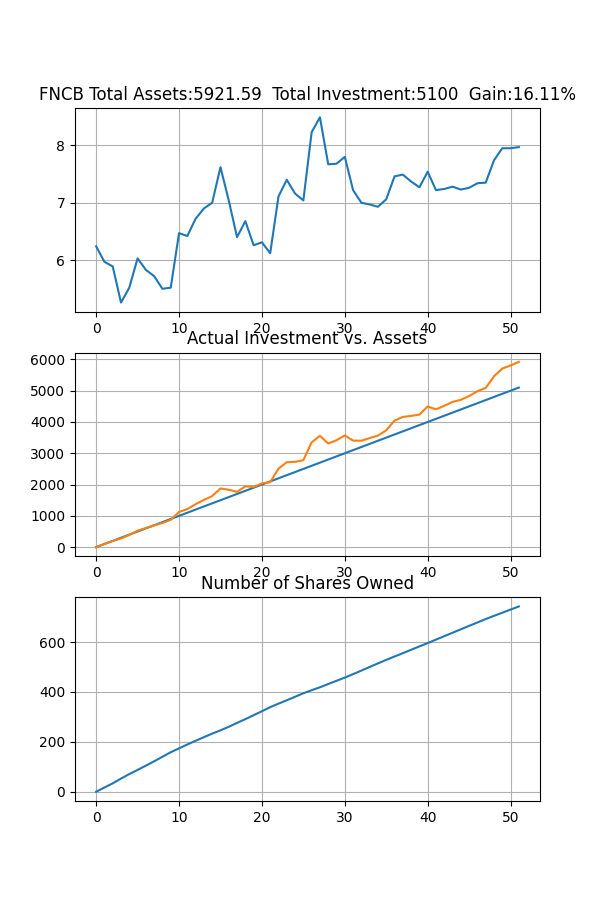 FNCB Total Assets:5921.59  Total Investment:5100  Gain:16.11%
8
7
6
0 10 20 30 40 50
Actual Investment vs. Assets
6000
5000
4000
3000
2000
1000
0
0 10 20 30 40 50
Number of Shares Owned
600
400
200
0
0 10 20 30 40 50